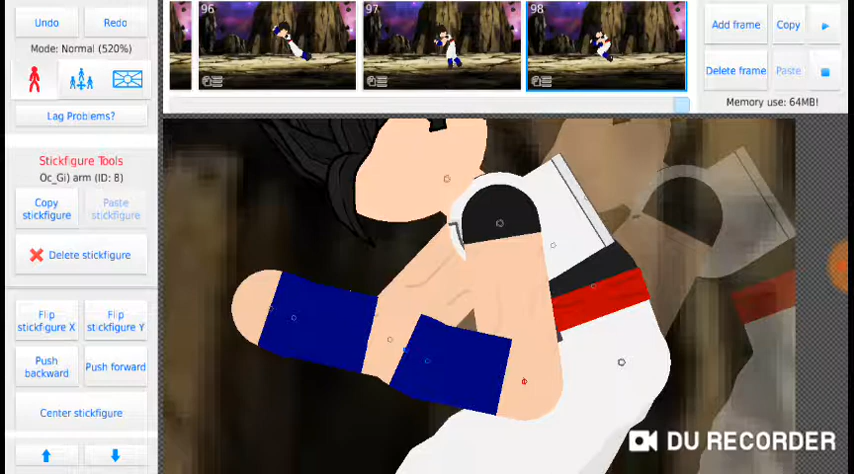 Undo
Redo
Mode: Normal (520%)
Lag Problems?
Stickfigure Tools
Oc_Gi) arm (ID: 8)
Copy stickfigure
Paste stickfigure
Delete stickfigure
Flip stickfigure X
Flip stickfigure Y
Push backward
Push forward
Center stickfigure
96
97
98
Add frame
Copy
Delete frame
Paste
Memory use: 64MB!
DU RECORDER